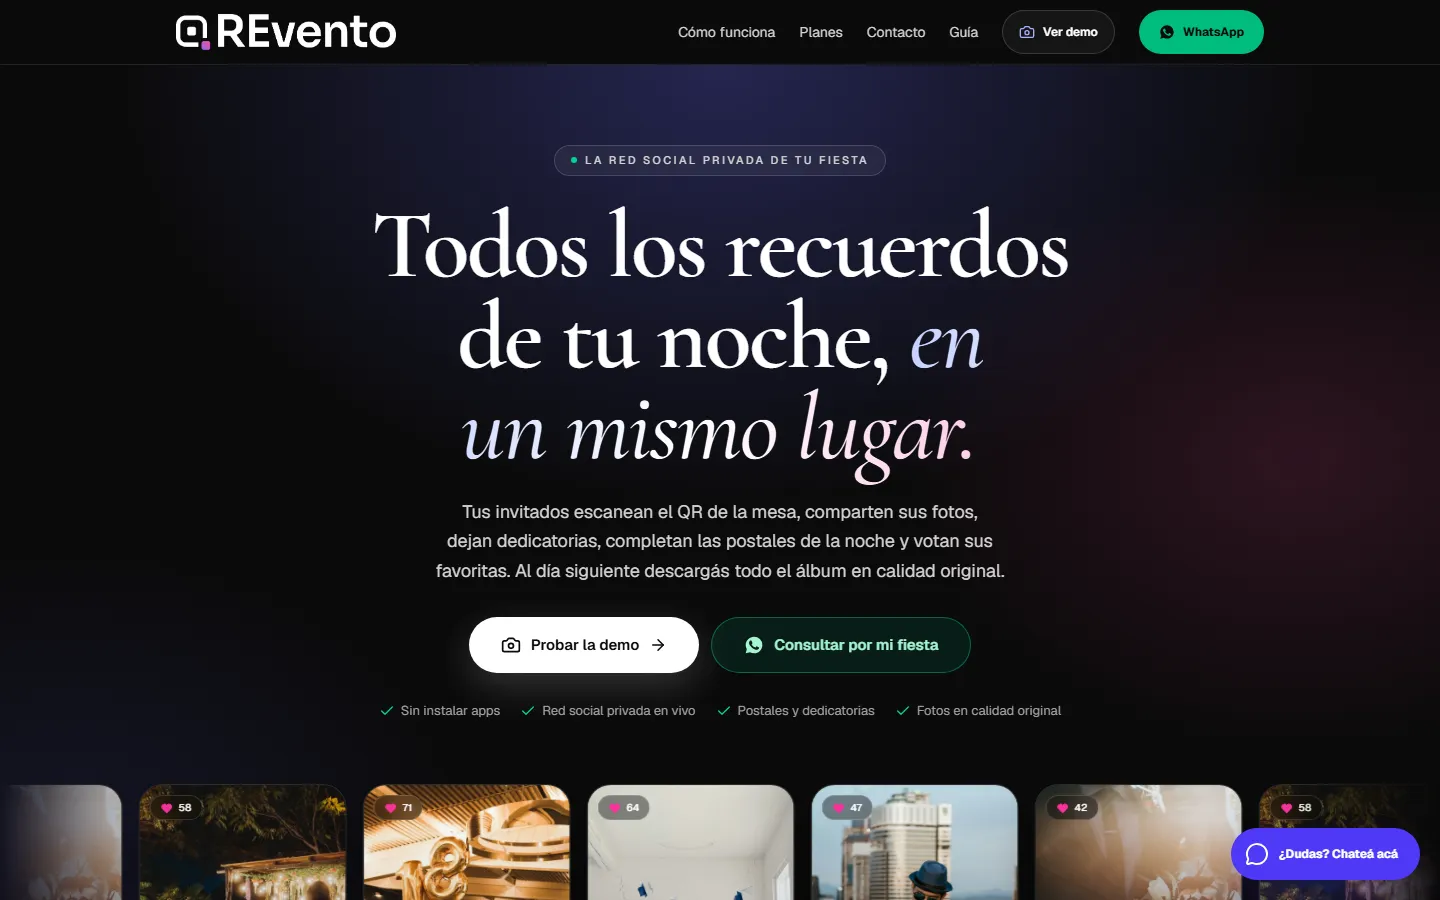 REvento
Cómo funciona
Planes
Contacto
Guía
Ver demo
WhatsApp
LA RED SOCIAL PRIVADA DE TU FIESTA
Todos los recuerdos
de tu noche, en
un mismo lugar.
Tus invitados escanean el QR de la mesa, comparten sus fotos,
dejan dedicatorias, completan las postales de la noche y votan sus
favoritas. Al día siguiente descargás todo el álbum en calidad original.
Probar la demo
Consultar por mi fiesta
Sin instalar apps
Red social privada en vivo
Postales y dedicatorias
Fotos en calidad original
58
71
64
47
42
58
¿Dudas? Chateá acá